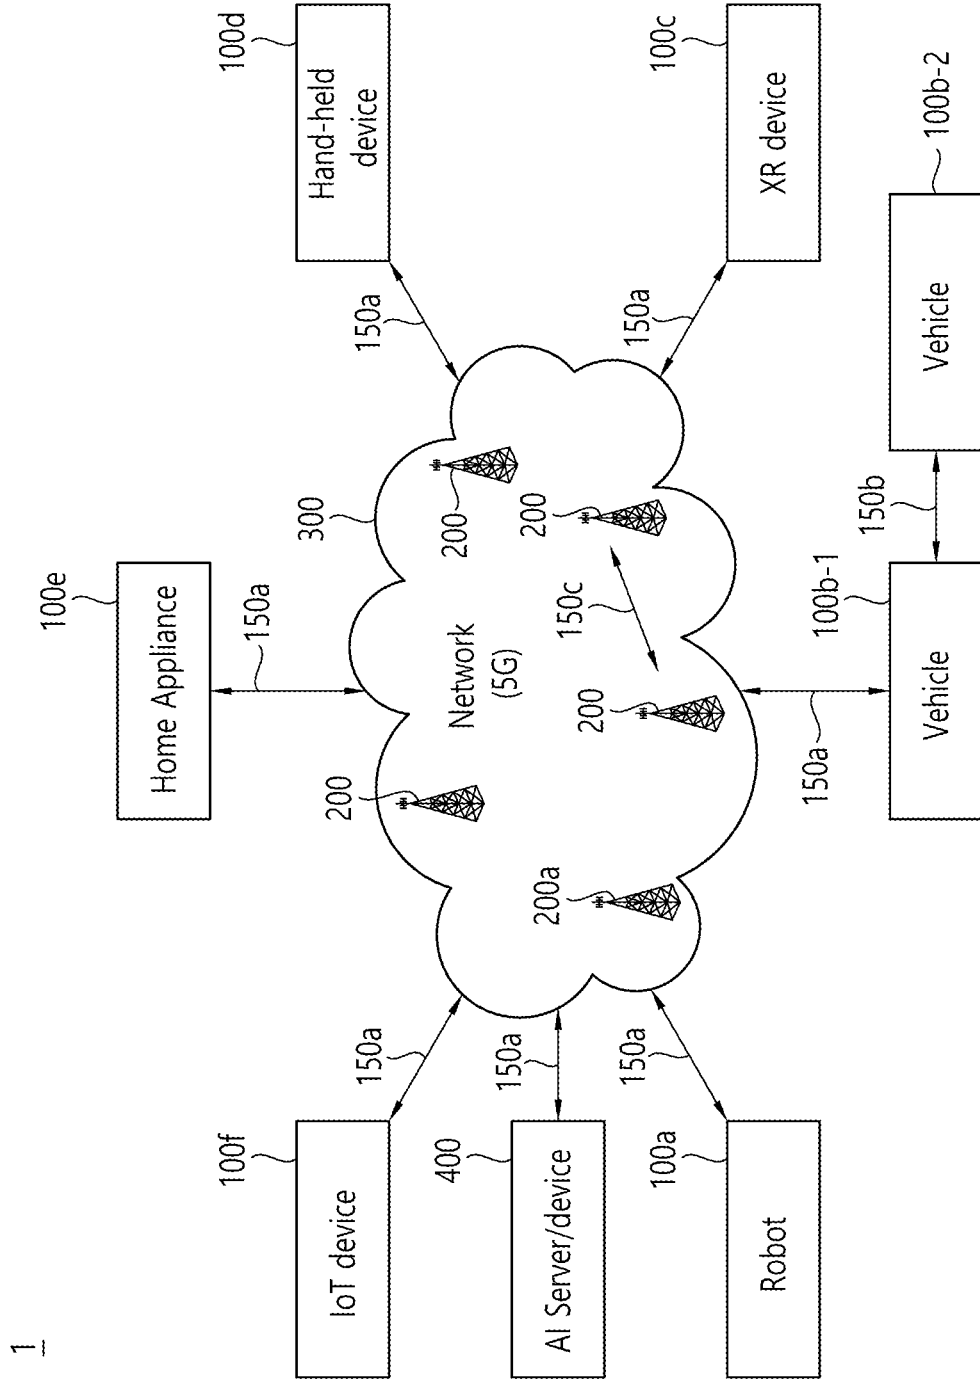 1
100e
Home Appliance
150a
100f
IoT device
150a
300
150a
100d
Hand-held
device
200
200
Network
(5G)
400
AI Server/device
150a
200a
200
150c
200
100a
Robot
150a
150a
100c
XR device
150a
100b-1
Vehicle
150b
100b-2
Vehicle